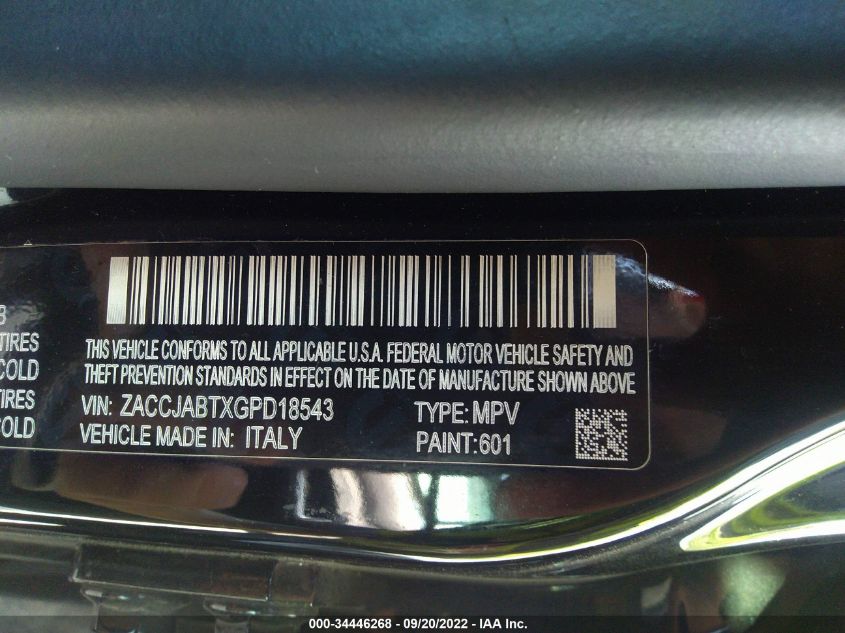 B
TIRES
COLD
TIRES
COLD
THIS VEHICLE CONFORMS TO ALL APPLICABLE U.S.A. FEDERAL MOTOR VEHICLE SAFETY AND
THEFT PREVENTION STANDARDS IN EFFECT ON THE DATE OF MANUFACTURE SHOWN ABOVE
VIN: ZACCJABTXGPD18543 TYPE: MPV
VEHICLE MADE IN: ITALY PAINT:601
000-34446268 - 09/20/2022 - IAA Inc.